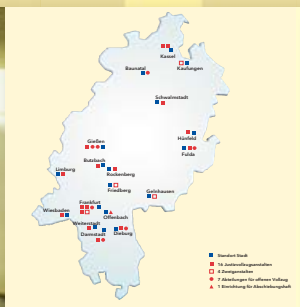 Kassel
Kaufungen
Baunatal
Schwalmstadt
Hünfeld
Gießen
Fulda
Butzbach
Limburg
Rockenberg
Friedberg
Gelnhausen
Frankfurt
Wiesbaden
Offenbach
Weiterstadt
Dieburg
Darmstadt
Standort Stadt
16 Justizvollzugsanstalten
4 Zweiganstalten
7 Abteilungen für offenen Vollzug
1 Einrichtung für Abschiebungshaft